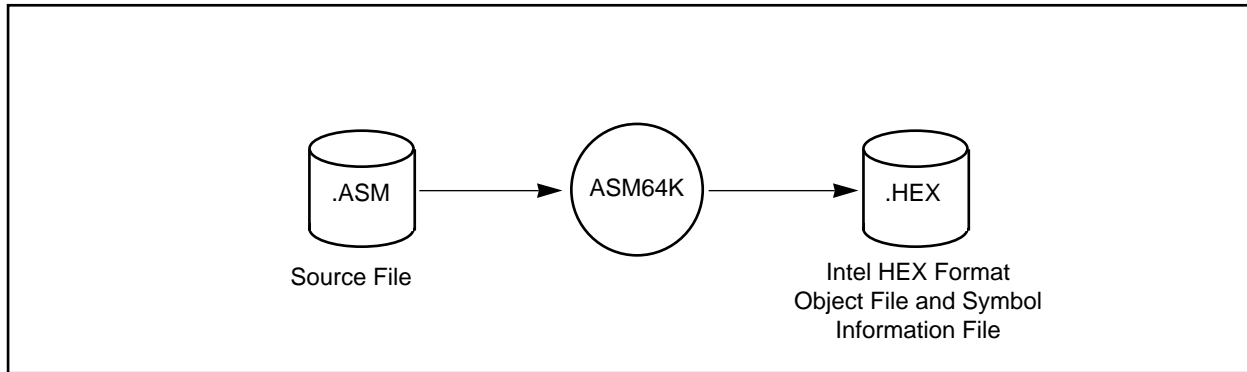 .ASM
ASM64K
.HEX
Source File
Intel HEX Format
Object File and Symbol
Information File